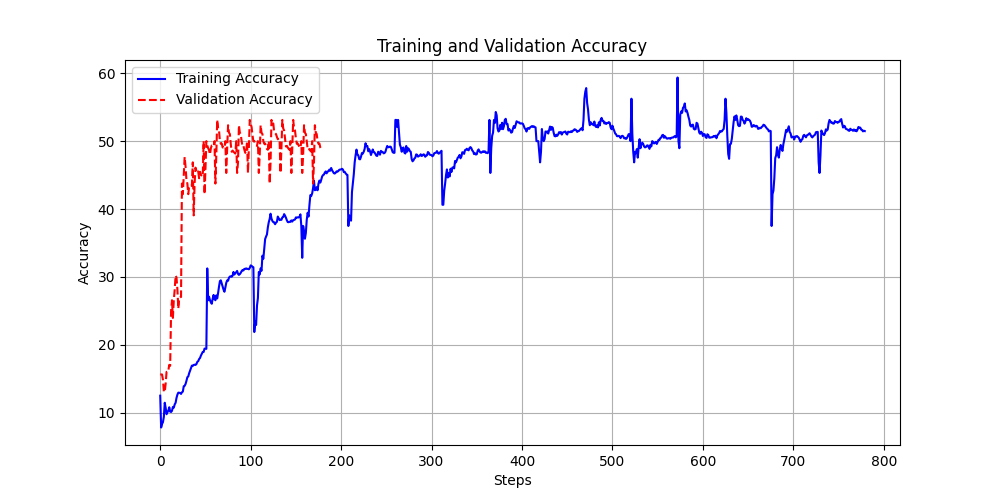 Training and Validation Accuracy
Training Accuracy
Validation Accuracy
60
50
40
30
20
10
Accuracy
0 100 200 300 400 500 600 700 800
Steps